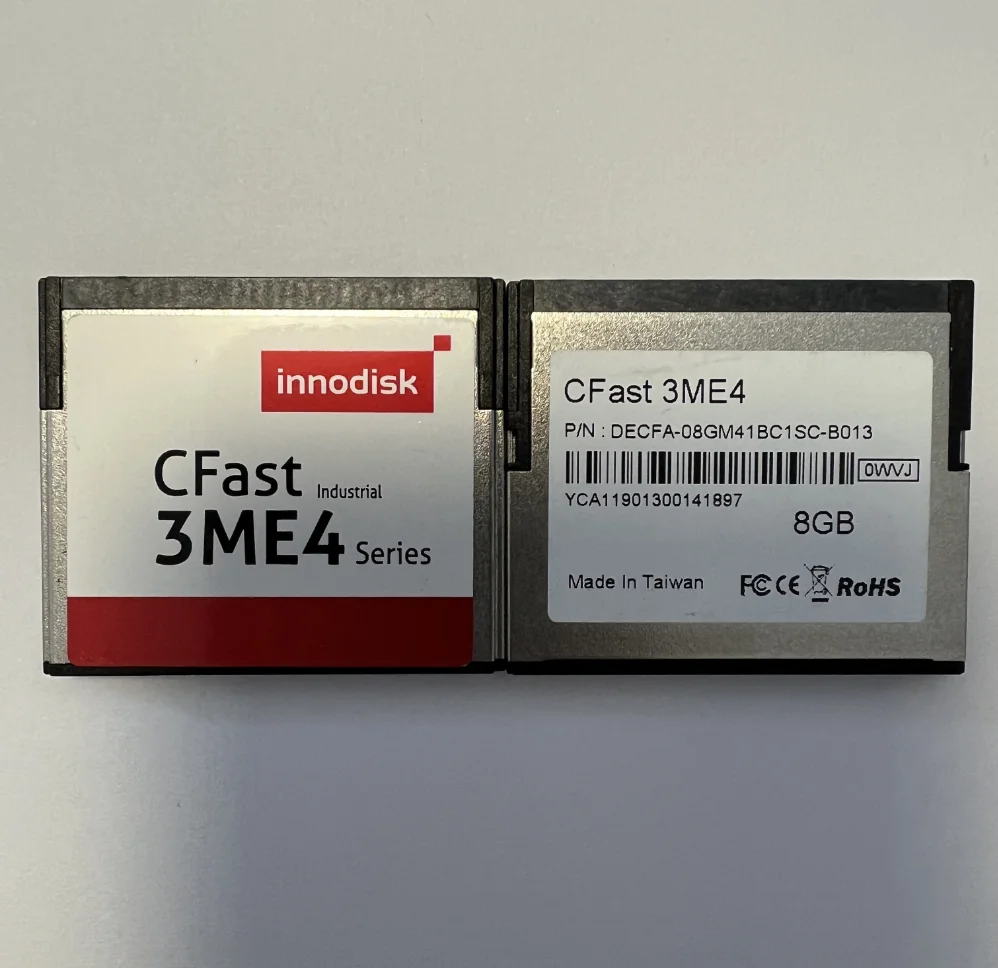 innodisk
CFast Industrial
3ME4 Series
CFast 3ME4
P/N : DECFA-08GM41BC1SC-B013
0WVJ
YCA11901300141897
8GB
Made In Taiwan FC CE RoHS